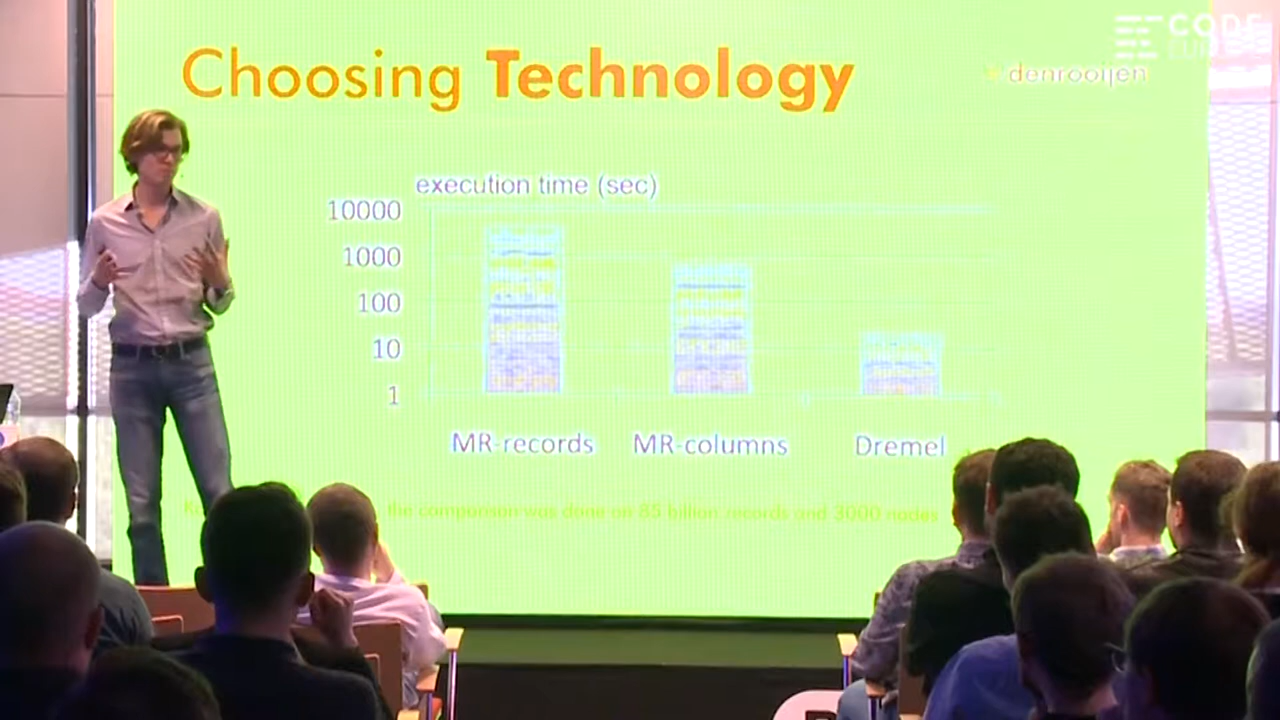 CODE
Choosing Technology
denrooijen
execution time (sec)
10000
1000
100
10
1
MR-records
MR-columns
Dremel
the comparison was done on 85 billion records and 3000 nodes